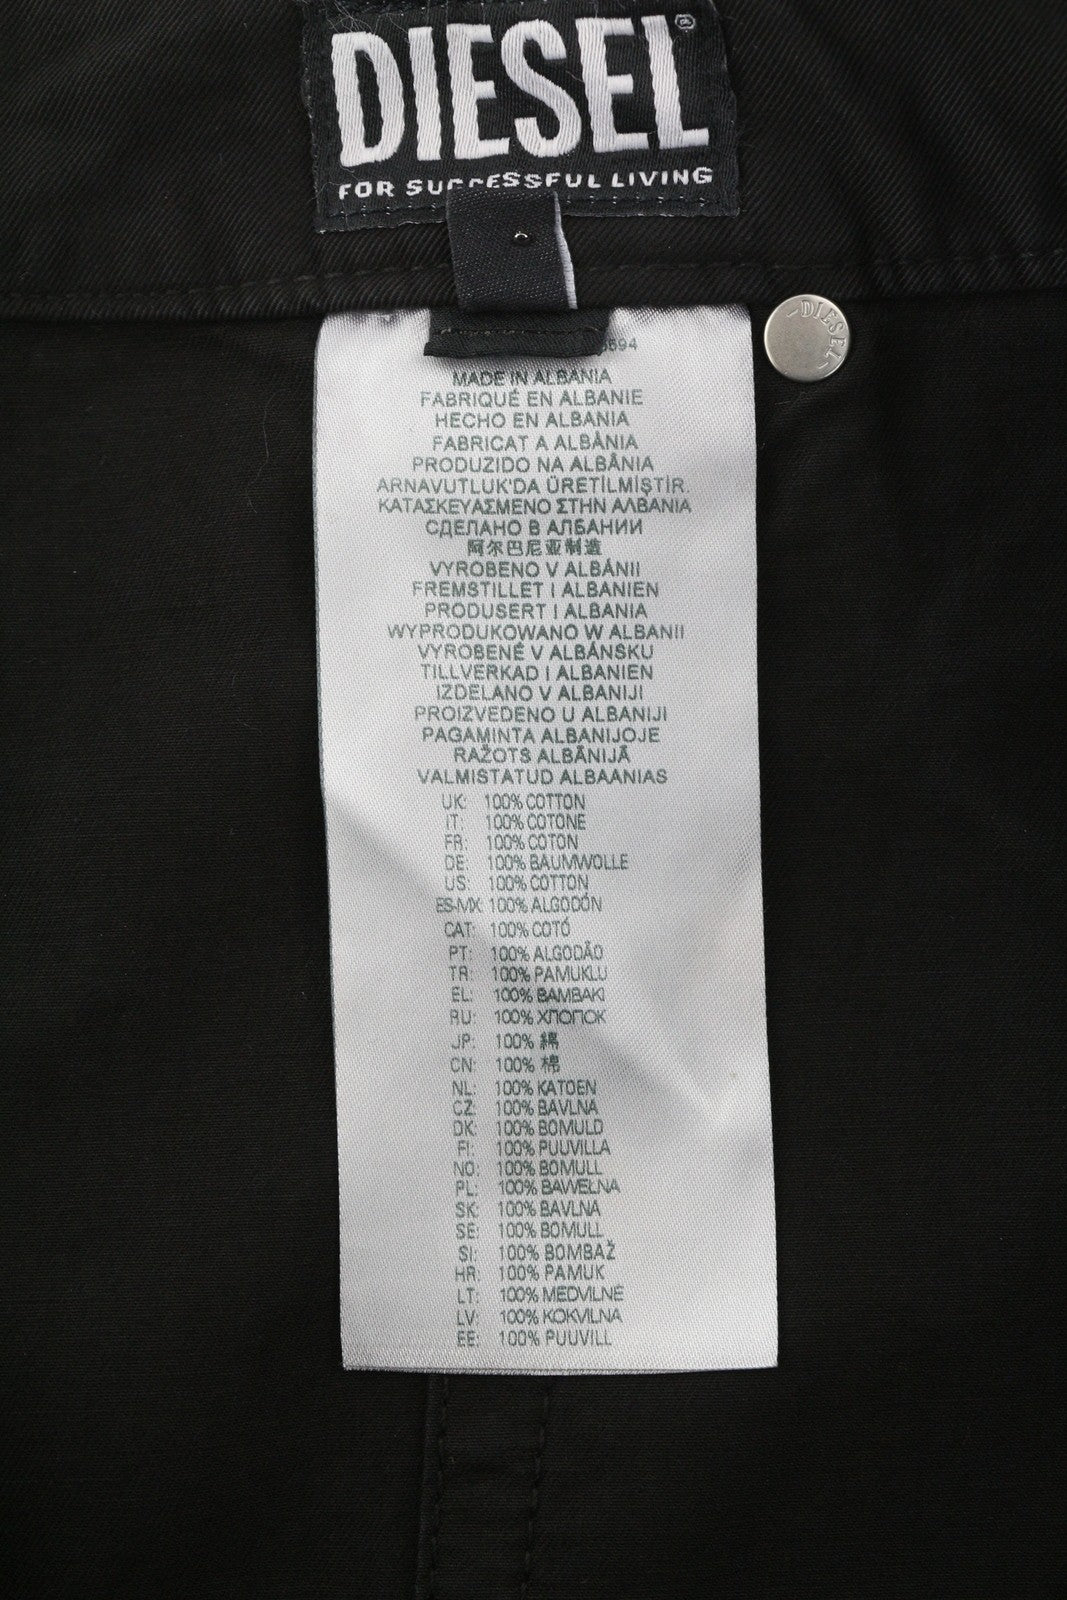 DIESEL®
FOR SUCCESSFUL LIVING
DIESEL
594
MADE IN ALBANIA
FABRIQUÉ EN ALBANIE
HECHO EN ALBANIA
FABRICAT A ALBÂNIA
PRODUZIDO NA ALBÂNIA
ARNAVUTLUK'DA ÜRETİLMİŞTİR.
ΚΑΤΑΣΚΕΥΑΣΜΕΝΟ ΣΤΗΝ ΑΛΒΑΝΙΑ
СДЕЛАНО В АЛБАНИИ
阿尔巴尼亚制造
VYROBENO V ALBÁNII
FREMSTILLET I ALBANIEN
PRODUSERT I ALBANIA
WYPRODUKOWANO W ALBANII
VYROBENÉ V ALBÁNSKU
TILLVERKAD I ALBANIEN
IZDELANO V ALBANIJI
PROIZVEDENO U ALBANIJI
PAGAMINTA ALBANIJOJE
RAŽOTS ALBĀNIJĀ
VALMISTATUD ALBAANIAS
UK: 100% COTTON
IT: 100% COTONE
FR: 100% COTON
DE: 100% BAUMWOLLE
US: 100% COTTON
ES-MX: 100% ALGODÓN
CAT: 100% COTÓ
PT: 100% ALGODÃO
TR: 100% PAMUKLU
EL: 100% ΒΑΜΒΑΚΙ
RU: 100% ХЛОПОК
JP: 100% 綿
CN: 100% 棉
NL: 100% KATOEN
CZ: 100% BAVLNA
DK: 100% BOMULD
FI: 100% PUUVILLA
NO: 100% BOMULL
PL: 100% BAWEŁNA
SK: 100% BAVLNA
SE: 100% BOMULL
SI: 100% BOMBAŽ
HR: 100% PAMUK
LT: 100% MEDVILNĖ
LV: 100% KOKVILNA
EE: 100% PUUVILL